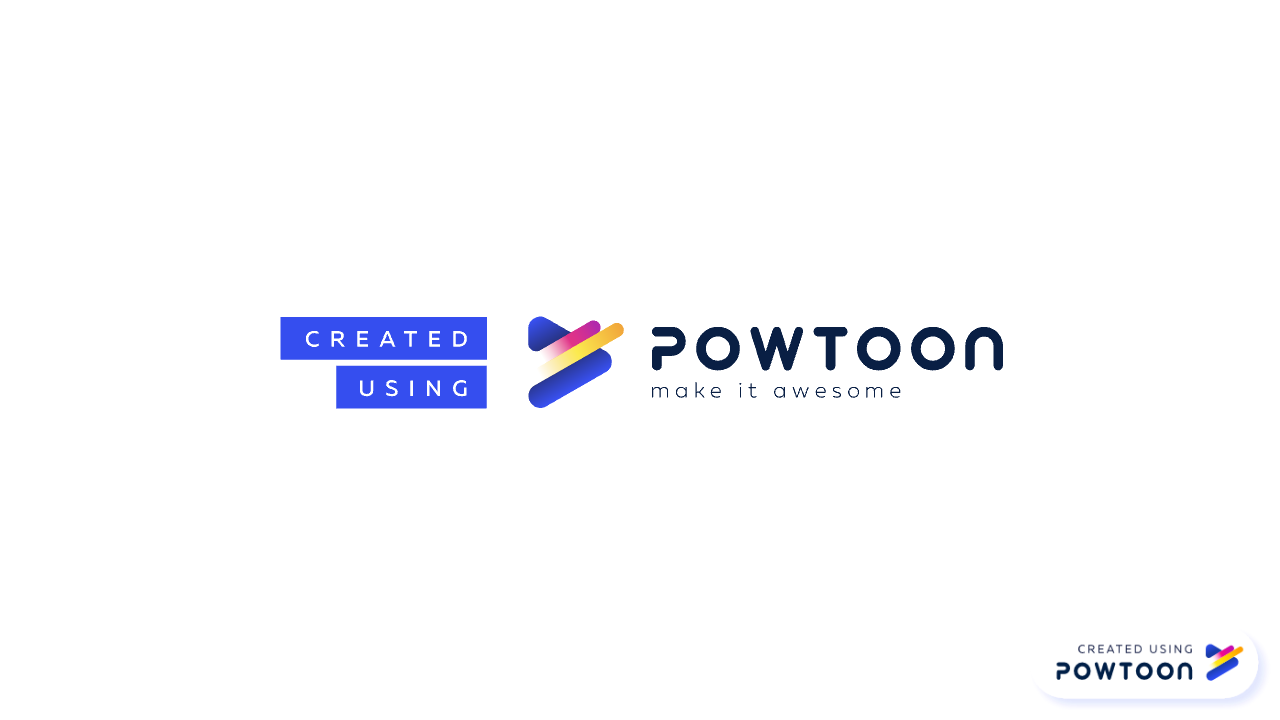 CREATED
USING
POWTOON
make it awesome
CREATED USING
POWTOON